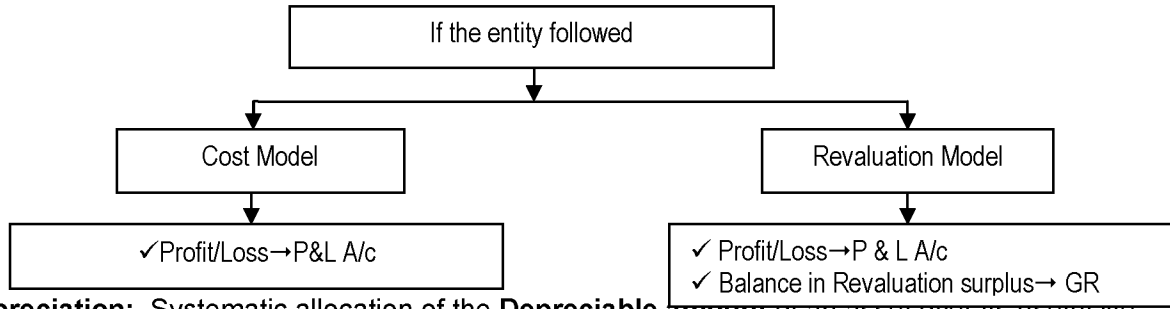 If the entity followed
Cost Model
Revaluation Model
✓Profit/Loss→P&L A/c
✓ Profit/Loss→P & L A/c
✓ Balance in Revaluation surplus→ GR
preciation: Systematic allocation of the Depreciable